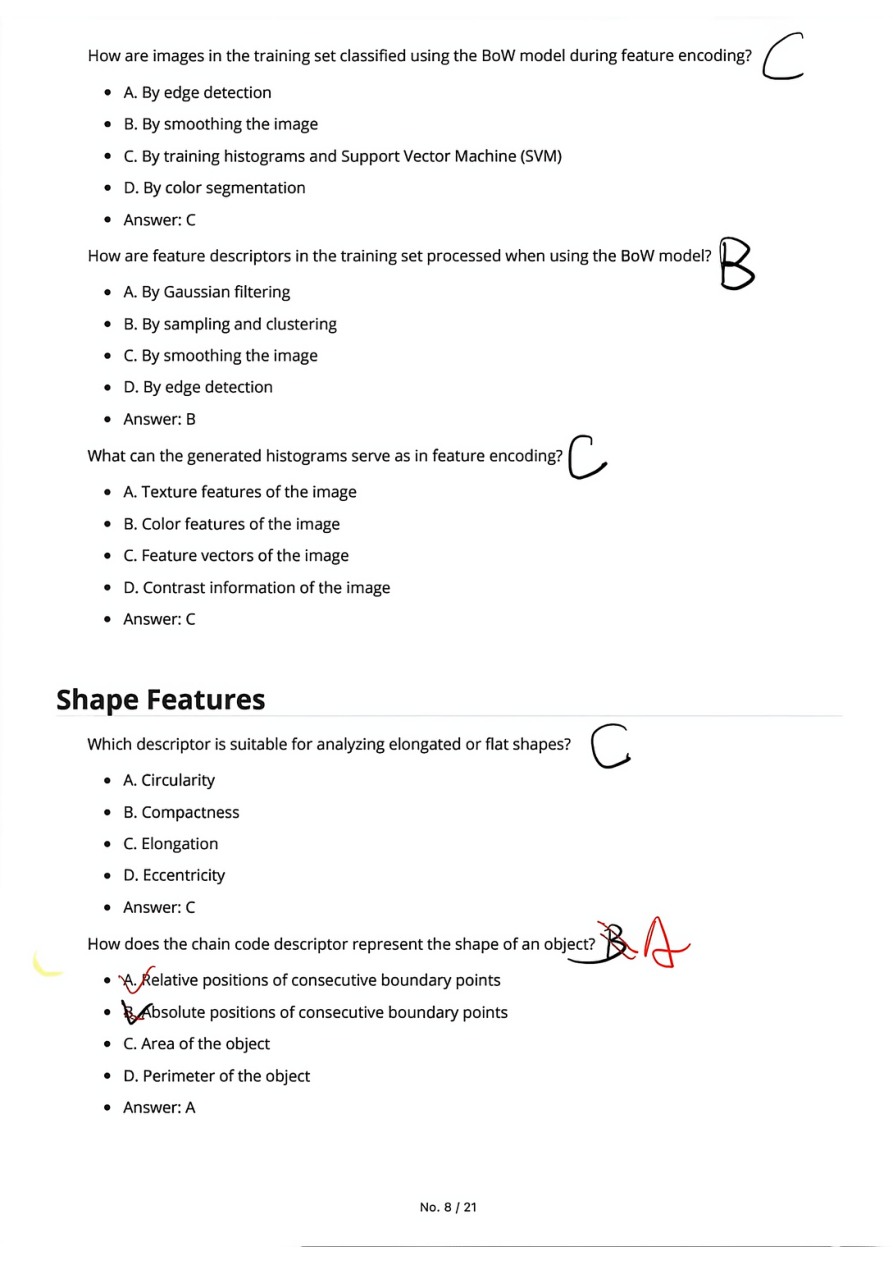 How are images in the training set classified using the BoW model during feature encoding? C
• A. By edge detection
• B. By smoothing the image
• C. By training histograms and Support Vector Machine (SVM)
• D. By color segmentation
• Answer: C
How are feature descriptors in the training set processed when using the BoW model? B
• A. By Gaussian filtering
• B. By sampling and clustering
• C. By smoothing the image
• D. By edge detection
• Answer: B
What can the generated histograms serve as in feature encoding? C
• A. Texture features of the image
• B. Color features of the image
• C. Feature vectors of the image
• D. Contrast information of the image
• Answer: C
Shape Features
Which descriptor is suitable for analyzing elongated or flat shapes? C
• A. Circularity
• B. Compactness
• C. Elongation
• D. Eccentricity
• Answer: C
How does the chain code descriptor represent the shape of an object? B A
• A. Relative positions of consecutive boundary points
• B. Absolute positions of consecutive boundary points
• C. Area of the object
• D. Perimeter of the object
• Answer: A
No. 8 / 21